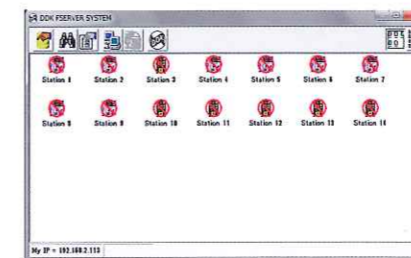 DDK FSERVER SYSTEM
Station 1 Station 2 Station 3 Station 4 Station 5 Station 6 Station 7
Station 8 Station 9 Station 10 Station 11 Station 12 Station 13 Station 14
My IP = 192.168.2.113